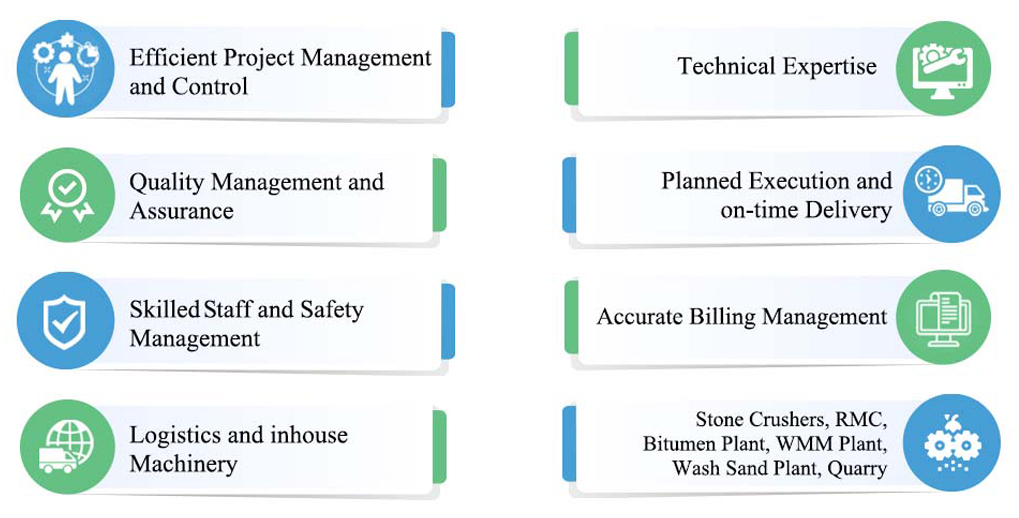 Efficient Project Management
and Control
Technical Expertise
Quality Management and
Assurance
Planned Execution and
on-time Delivery
Skilled Staff and Safety
Management
Accurate Billing Management
Logistics and inhouse
Machinery
Stone Crushers, RMC,
Bitumen Plant, WMM Plant,
Wash Sand Plant, Quarry